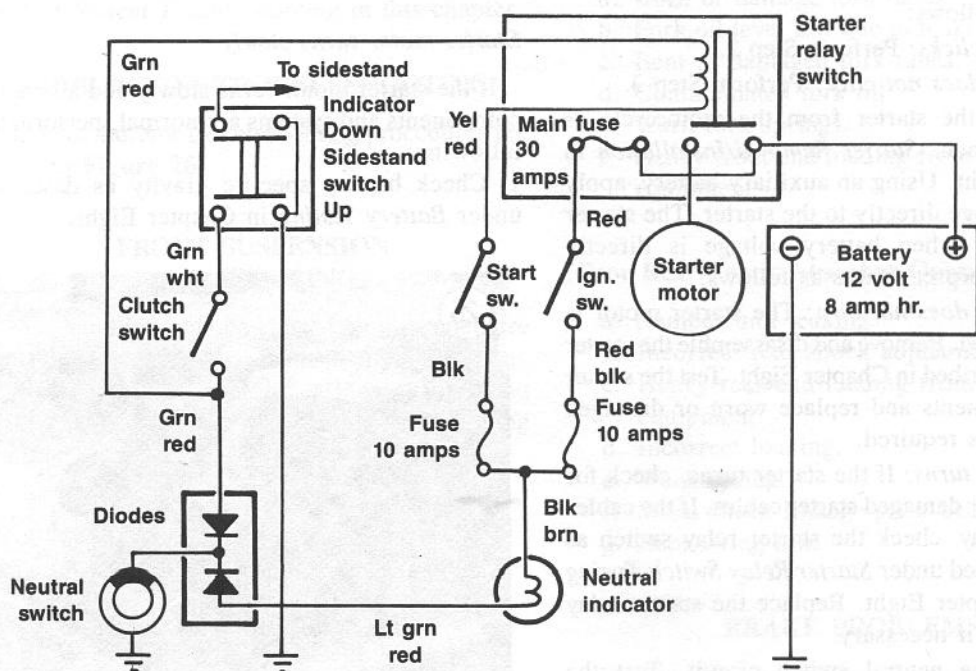 Grn
red
To sidestand
Indicator
Down
Sidestand
switch
Up
Grn
wht
Clutch
switch
Grn
red
Diodes
Neutral
switch
Lt grn
red
Starter
relay
switch
Yel
red
Main fuse
30
amps
Red
Start
sw.
Ign.
sw.
Starter
motor
Battery
12 volt
8 amp hr.
Blk
Red
blk
Fuse
10 amps
Fuse
10 amps
Blk
brn
Neutral
indicator